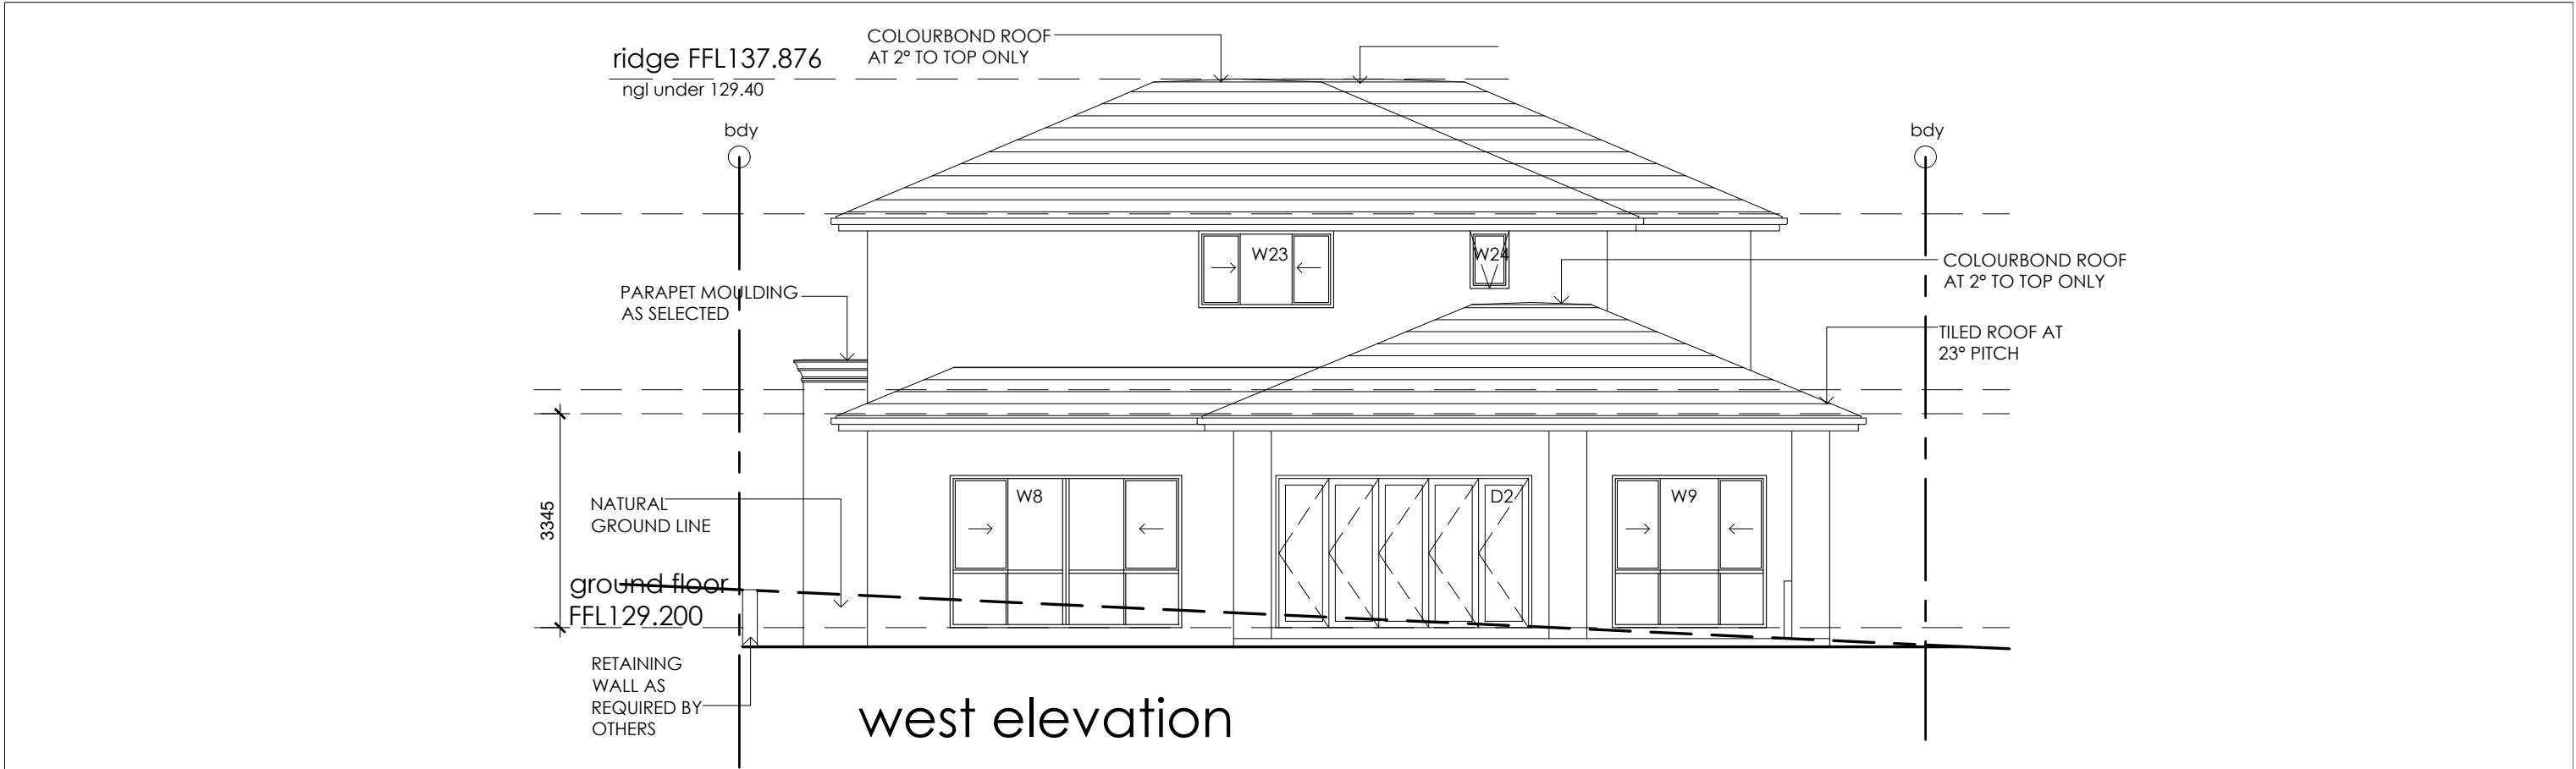 COLOURBOND ROOF
AT 2° TO TOP ONLY
ridge FFL137.876
ngl under 129.40
bdy
bdy
W23
W24
COLOURBOND ROOF
AT 2° TO TOP ONLY
PARAPET MOULDING
AS SELECTED
TILED ROOF AT
23° PITCH
W8
D2
W9
NATURAL
GROUND LINE
3345
ground floor
FFL129.200
RETAINING
WALL AS
REQUIRED BY
OTHERS
west elevation